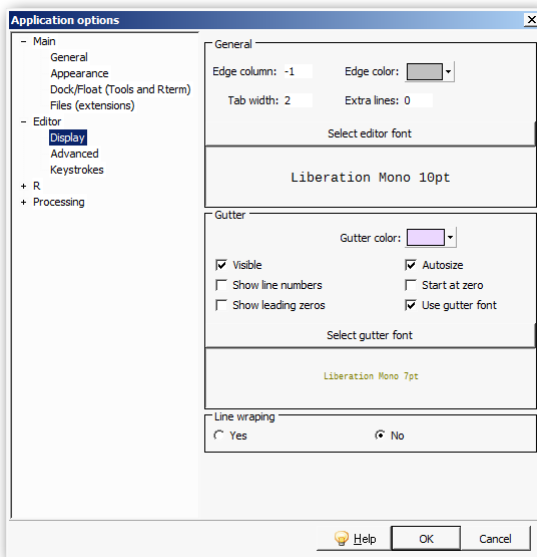 Application options
- Main
General
Appearance
Dock/Float (Tools and Rterm)
Files (extensions)
- Editor
Display
Advanced
Keystrokes
+ R
+ Processing
General
Edge column: -1 Edge color:
Tab width: 2 Extra lines: 0
Select editor font
Liberation Mono 10pt
Gutter
Gutter color:
Visible Autosize
Show line numbers Start at zero
Show leading zeros Use gutter font
Select gutter font
Liberation Mono 7pt
Line wraping
Yes No
Help OK Cancel